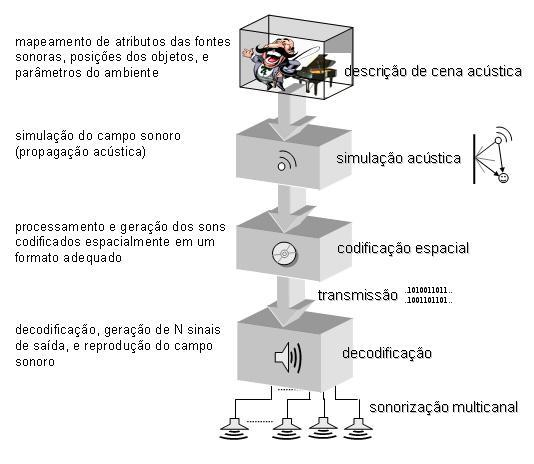 mapeamento de atributos das fontes
sonoras, posições dos objetos, e
parâmetros do ambiente
descrição de cena acústica
simulação do campo sonoro
(propagação acústica)
simulação acústica
processamento e geração dos sons
codificados espacialmente em um
formato adequado
codificação espacial
transmissão
..1010011011..
..1001101101..
decodificação, geração de N sinais
de saída, e reprodução do campo
sonoro
decodificação
sonorização multicanal